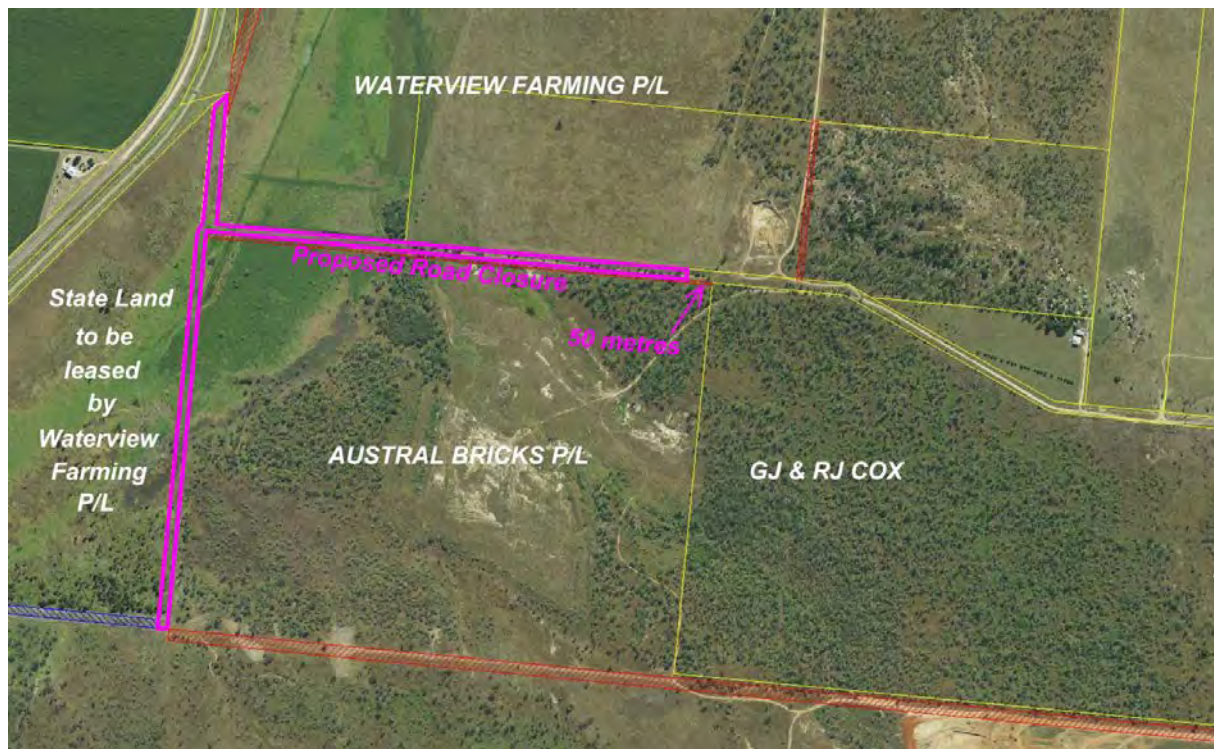 WATERVIEW FARMING P/L
Proposed Road Closure
State Land
to be
leased
by
Waterview
Farming
P/L
50 metres
AUSTRAL BRICKS P/L
GJ & RJ COX